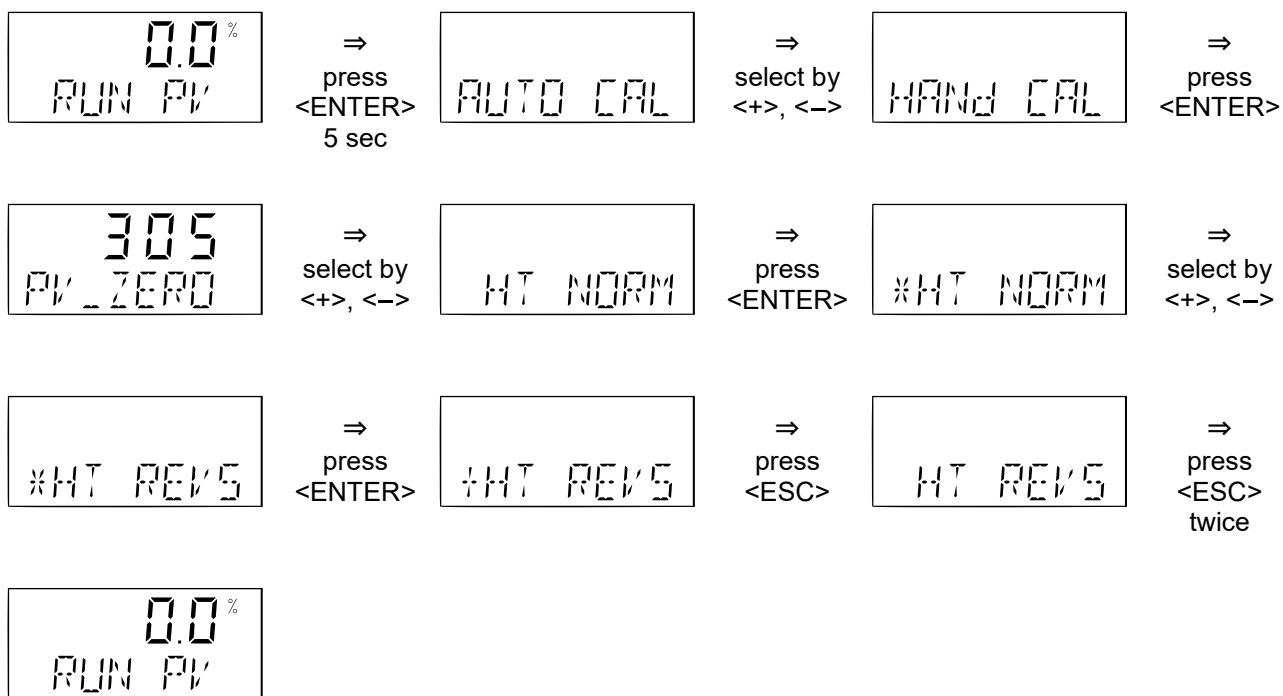 0.0 %
RUN PV
⇒
press
<ENTER>
5 sec
AUTO CAL
⇒
select by
<+>, <–>
HANd CAL
⇒
press
<ENTER>
305
PV_ZERO
⇒
select by
<+>, <–>
HT NORM
⇒
press
<ENTER>
*HT NORM
⇒
select by
<+>, <–>
*HT REVS
⇒
press
<ENTER>
+HT REVS
⇒
press
<ESC>
HT REVS
⇒
press
<ESC>
twice
0.0 %
RUN PV